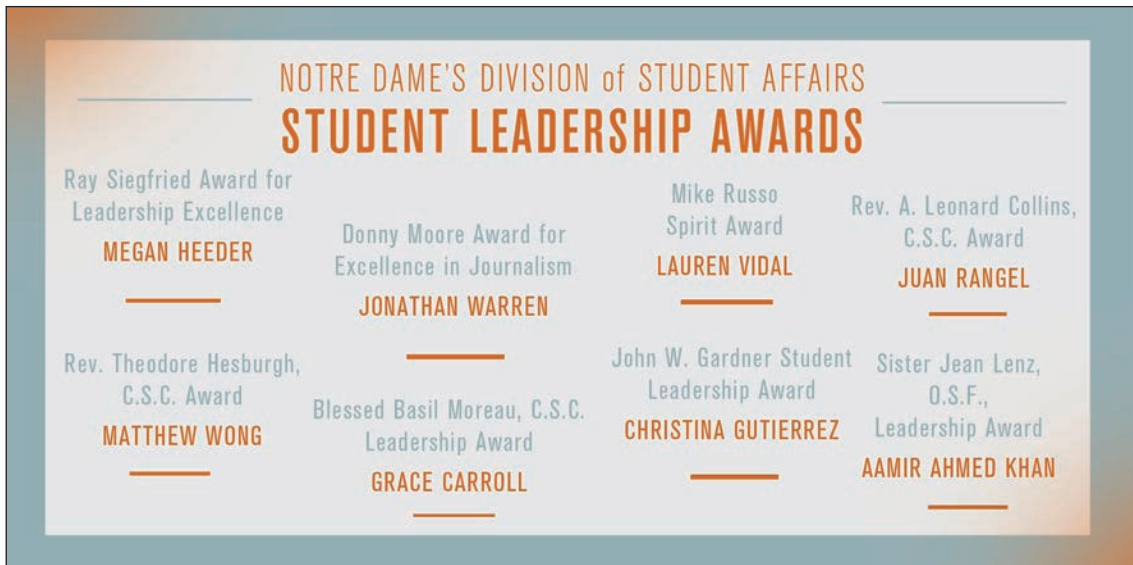 NOTRE DAME'S DIVISION of STUDENT AFFAIRS
STUDENT LEADERSHIP AWARDS
Ray Siegfried Award for
Leadership Excellence
MEGAN HEEDER
Donny Moore Award for
Excellence in Journalism
JONATHAN WARREN
Mike Russo
Spirit Award
LAUREN VIDAL
Rev. A. Leonard Collins,
C.S.C. Award
JUAN RANGEL
Rev. Theodore Hesburgh,
C.S.C. Award
MATTHEW WONG
Blessed Basil Moreau, C.S.C.
Leadership Award
GRACE CARROLL
John W. Gardner Student
Leadership Award
CHRISTINA GUTIERREZ
Sister Jean Lenz,
O.S.F.,
Leadership Award
AAMIR AHMED KHAN